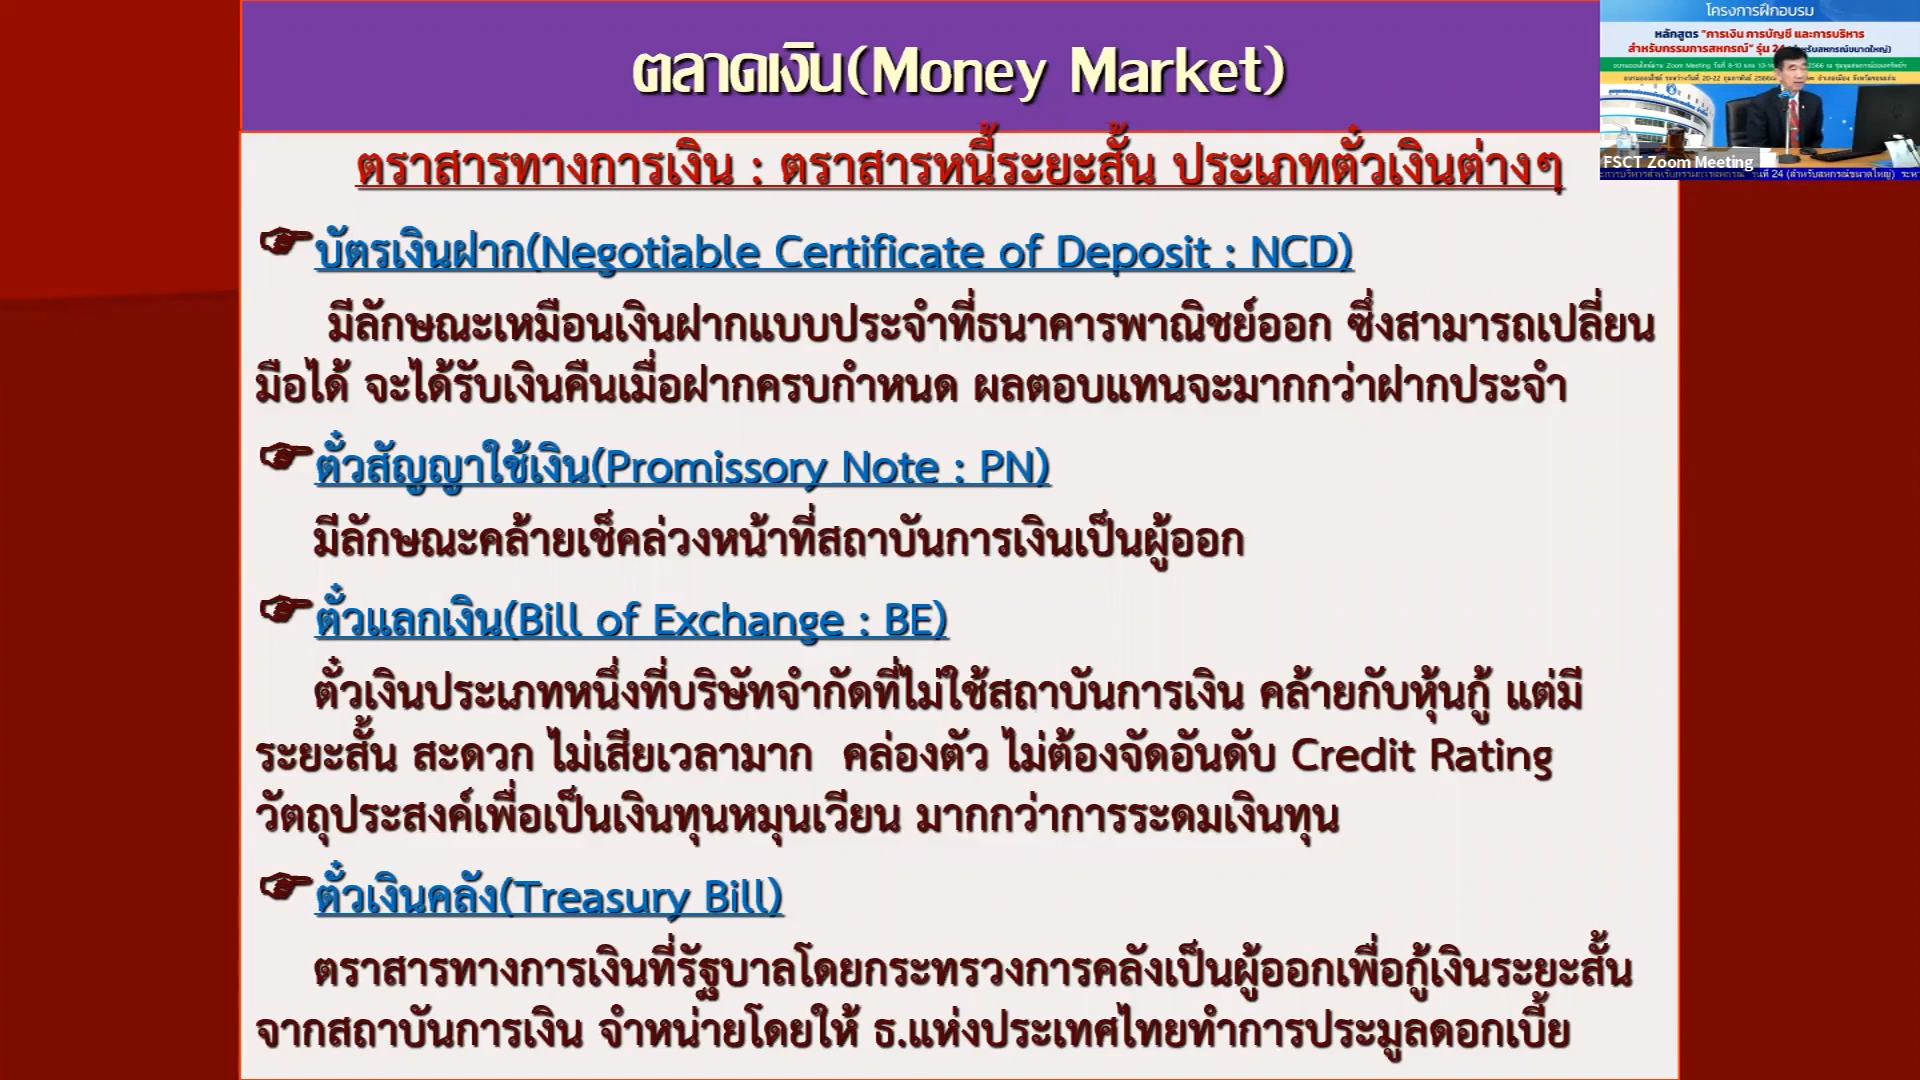 ตลาดเงิน(Money Market)
โครงการฝึกอบรม
หลักสูตร "การเงิน การบัญชี และการบริหาร
สำหรับกรรมการสหกรณ์" รุ่น 24
FSCT Zoom Meeting
ที่ 24 (สำหรับสหกรณ์ขนาดใหญ่) ระหว
ตราสารทางการเงิน : ตราสารหนี้ระยะสั้น ประเภทตั๋วเงินต่างๆ
บัตรเงินฝาก(Negotiable Certificate of Deposit : NCD)
มีลักษณะเหมือนเงินฝากแบบประจำที่ธนาคารพาณิชย์ออก ซึ่งสามารถเปลี่ยน
มือได้ จะได้รับเงินคืนเมื่อฝากครบกำหนด ผลตอบแทนจะมากกว่าฝากประจำ
ตั๋วสัญญาใช้เงิน(Promissory Note : PN)
มีลักษณะคล้ายเช็คล่วงหน้าที่สถาบันการเงินเป็นผู้ออก
ตั๋วแลกเงิน(Bill of Exchange : BE)
ตั๋วเงินประเภทหนึ่งที่บริษัทจำกัดที่ไม่ใช้สถาบันการเงิน คล้ายกับหุ้นกู้ แต่มี
ระยะสั้น สะดวก ไม่เสียเวลามาก คล่องตัว ไม่ต้องจัดอันดับ Credit Rating
วัตถุประสงค์เพื่อเป็นเงินทุนหมุนเวียน มากกว่าการระดมเงินทุน
ตั๋วเงินคลัง(Treasury Bill)
ตราสารทางการเงินที่รัฐบาลโดยกระทรวงการคลังเป็นผู้ออกเพื่อกู้เงินระยะสั้น
จากสถาบันการเงิน จำหน่ายโดยให้ ธ.แห่งประเทศไทยทำการประมูลดอกเบี้ย